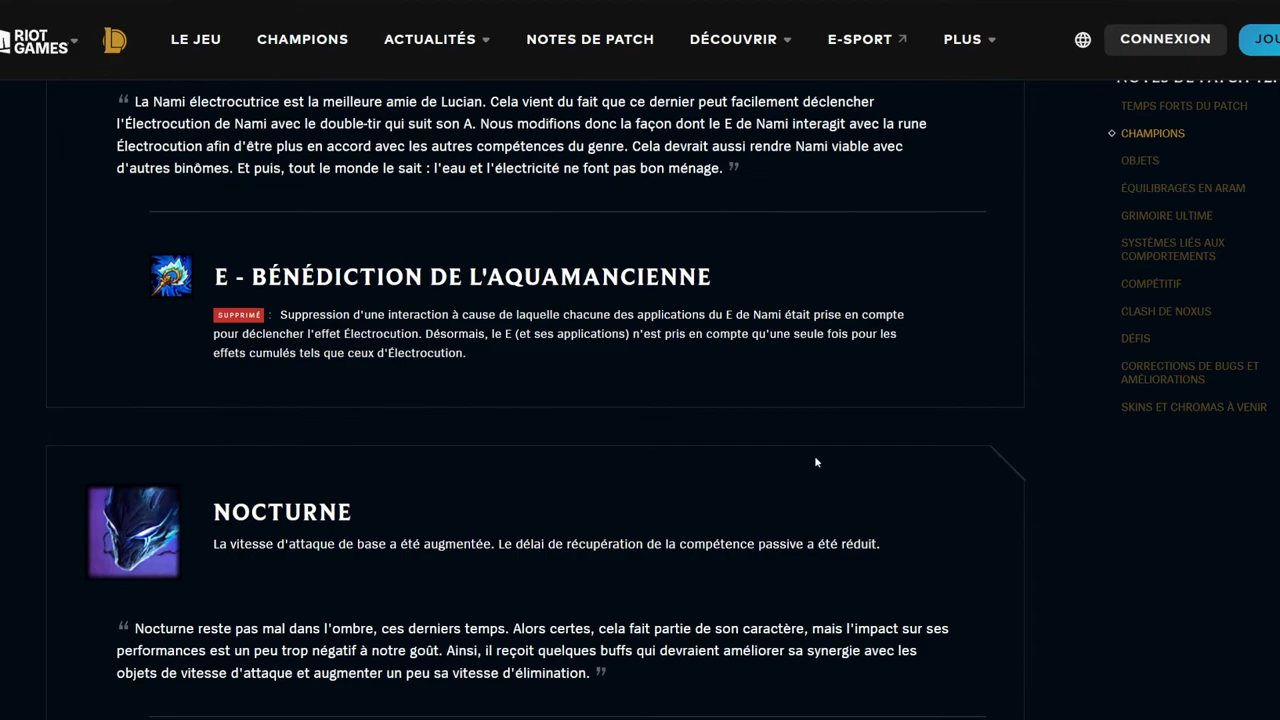 RIOT GAMES
LE JEU
CHAMPIONS
ACTUALITÉS
NOTES DE PATCH
DÉCOUVRIR
E-SPORT
PLUS
CONNEXION
JOU
“ La Nami électrocutrice est la meilleure amie de Lucian. Cela vient du fait que ce dernier peut facilement déclencher
l'Électrocution de Nami avec le double-tir qui suit son A. Nous modifions donc la façon dont le E de Nami interagit avec la rune
Électrocution afin d'être plus en accord avec les autres compétences du genre. Cela devrait aussi rendre Nami viable avec
d'autres binômes. Et puis, tout le monde le sait : l'eau et l'électricité ne font pas bon ménage. ”
E - BÉNÉDICTION DE L'AQUAMANCIENNE
SUPPRIMÉ : Suppression d'une interaction à cause de laquelle chacune des applications du E de Nami était prise en compte
pour déclencher l'effet Électrocution. Désormais, le E (et ses applications) n'est pris en compte qu'une seule fois pour les
effets cumulés tels que ceux d'Électrocution.
NOCTURNE
La vitesse d'attaque de base a été augmentée. Le délai de récupération de la compétence passive a été réduit.
“ Nocturne reste pas mal dans l'ombre, ces derniers temps. Alors certes, cela fait partie de son caractère, mais l'impact sur ses
performances est un peu trop négatif à notre goût. Ainsi, il reçoit quelques buffs qui devraient améliorer sa synergie avec les
objets de vitesse d'attaque et augmenter un peu sa vitesse d'élimination. ”
NOTES DE PATCH
TEMPS FORTS DU PATCH
CHAMPIONS
OBJETS
ÉQUILIBRAGES EN ARAM
GRIMOIRE ULTIME
SYSTÈMES LIÉS AUX
COMPORTEMENTS
COMPÉTITIF
CLASH DE NOXUS
DÉFIS
CORRECTIONS DE BUGS ET
AMÉLIORATIONS
SKINS ET CHROMAS À VENIR